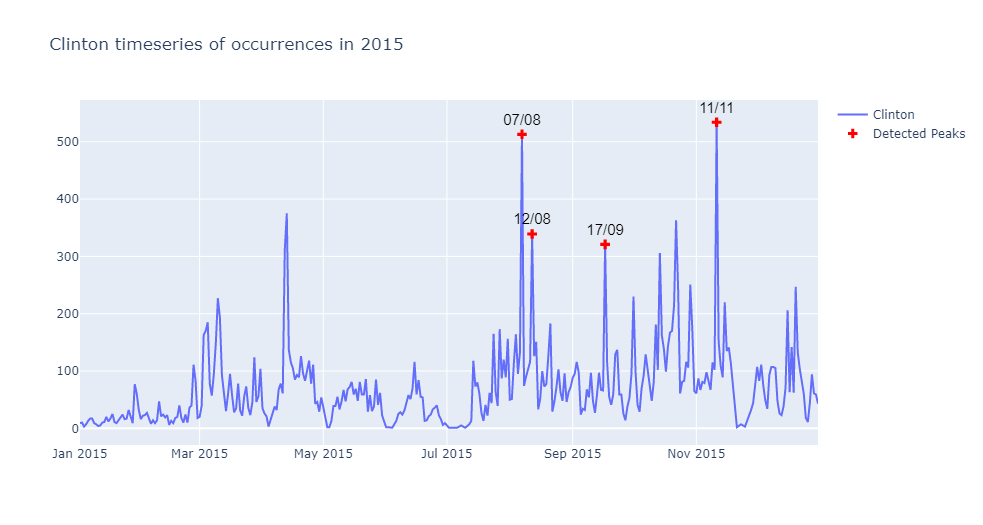 Clinton timeseries of occurrences in 2015
11/11
07/08
12/08
17/09
Clinton
Detected Peaks
500
400
300
200
100
0
Jan 2015
Mar 2015
May 2015
Jul 2015
Sep 2015
Nov 2015